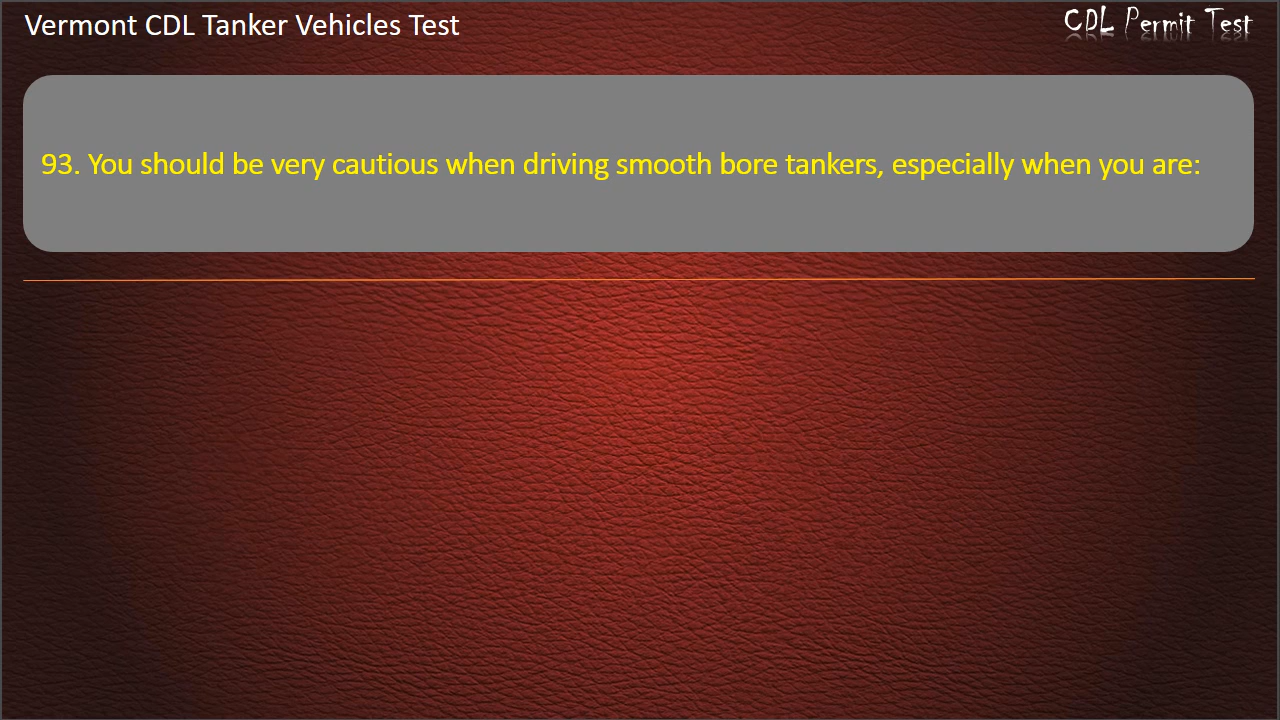 Vermont CDL Tanker Vehicles Test
CDL Permit Test
93. You should be very cautious when driving smooth bore tankers, especially when you are: